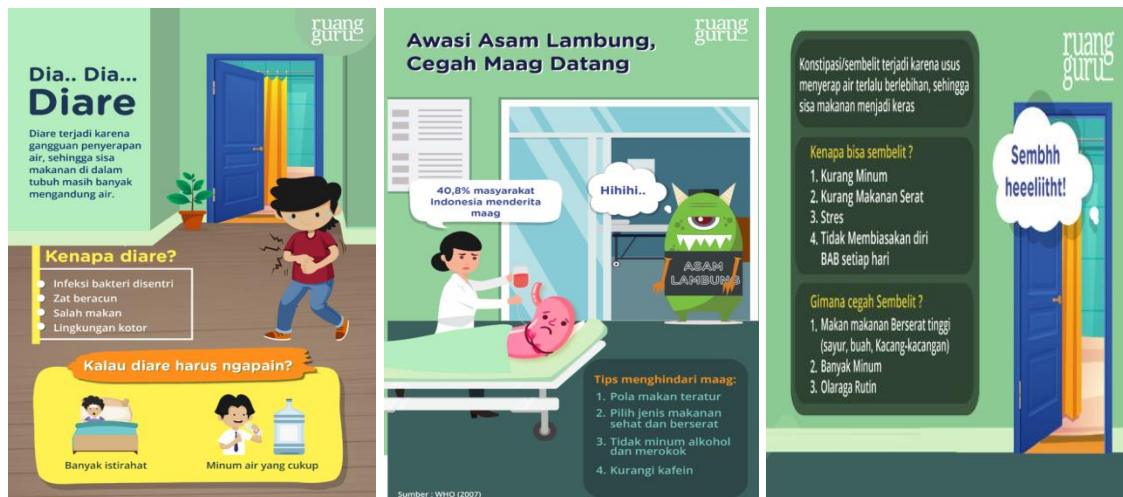 ruang
guru
Dia.. Dia...
Diare
Diare terjadi karena
gangguan penyerapan
air, sehingga sisa
makanan di dalam
tubuh masih banyak
mengandung air.
Kenapa diare?
Infeksi bakteri disentri
Zat beracun
Salah makan
Lingkungan kotor
Kalau diare harus ngapain?
Banyak istirahat
Minum air yang cukup
ruang
guru
Awasi Asam Lambung,
Cegah Maag Datang
40,8% masyarakat
Indonesia menderita
maag
Hihihi..
ASAM
LAMBUNG
Tips menghindari maag:
1. Pola makan teratur
2. Pilih jenis makanan
sehat dan berserat
3. Tidak minum alkohol
dan merokok
4. Kurangi kafein
Sumber : WHO (2007)
ruang
guru
Konstipasi/sembelit terjadi karena usus
menyerap air terlalu berlebihan, sehingga
sisa makanan menjadi keras
Kenapa bisa sembelit ?
1. Kurang Minum
2. Kurang Makanan Serat
3. Stres
4. Tidak Membiasakan diri
BAB setiap hari
Gimana cegah Sembelit ?
1. Makan makanan Berserat tinggi
(sayur, buah, Kacang-kacangan)
2. Banyak Minum
3. Olaraga Rutin
Sembhh
heeeliitht!